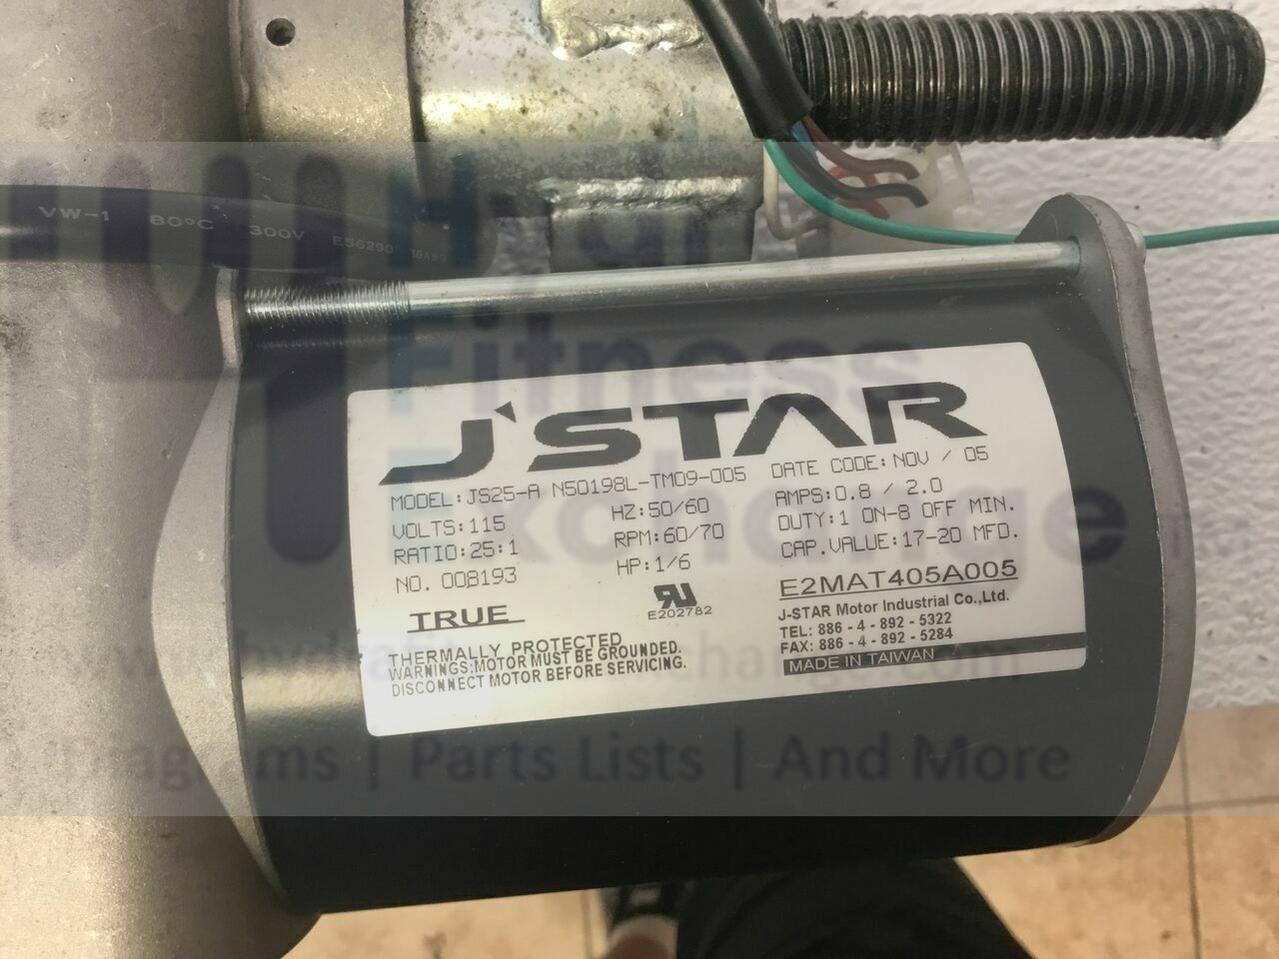 VW-1 80°C 300V E56290
J'STAR
MODEL: JS25-A N50198L-TM09-005 DATE CODE: NOV / 05
VOLTS: 115 HZ: 50/60 AMPS: 0.8 / 2.0
RATIO: 25:1 RPM: 60/70 DUTY: 1 ON-8 OFF MIN.
NO. 008193 HP: 1/6 CAP. VALUE: 17-20 MFD.
TRUE
E202782
E2MAT405A005
J-STAR Motor Industrial Co.,Ltd.
TEL: 886 - 4 - 892 - 5322
FAX: 886 - 4 - 892 - 5284
MADE IN TAIWAN
THERMALLY PROTECTED
WARNINGS: MOTOR MUST BE GROUNDED.
DISCONNECT MOTOR BEFORE SERVICING.
Fitness
Exchange
Diagrams | Parts Lists | And More